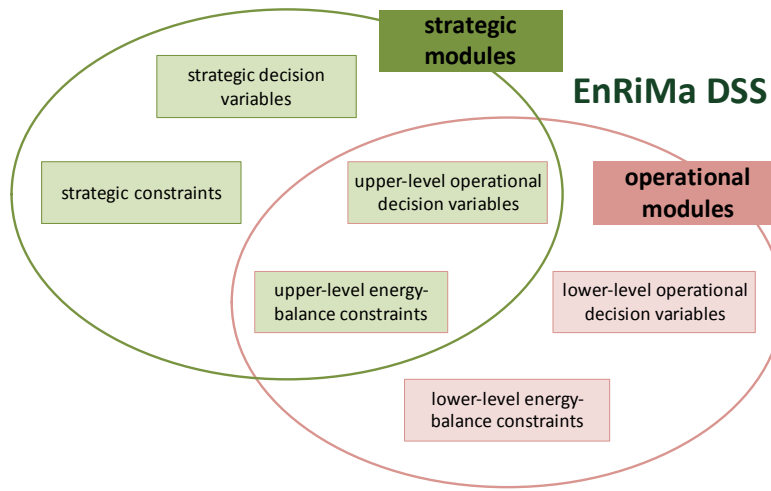 strategic
modules
EnRiMa DSS
strategic decision
variables
strategic constraints
upper-level operational
decision variables
operational
modules
upper-level energy-
balance constraints
lower-level operational
decision variables
lower-level energy-
balance constraints